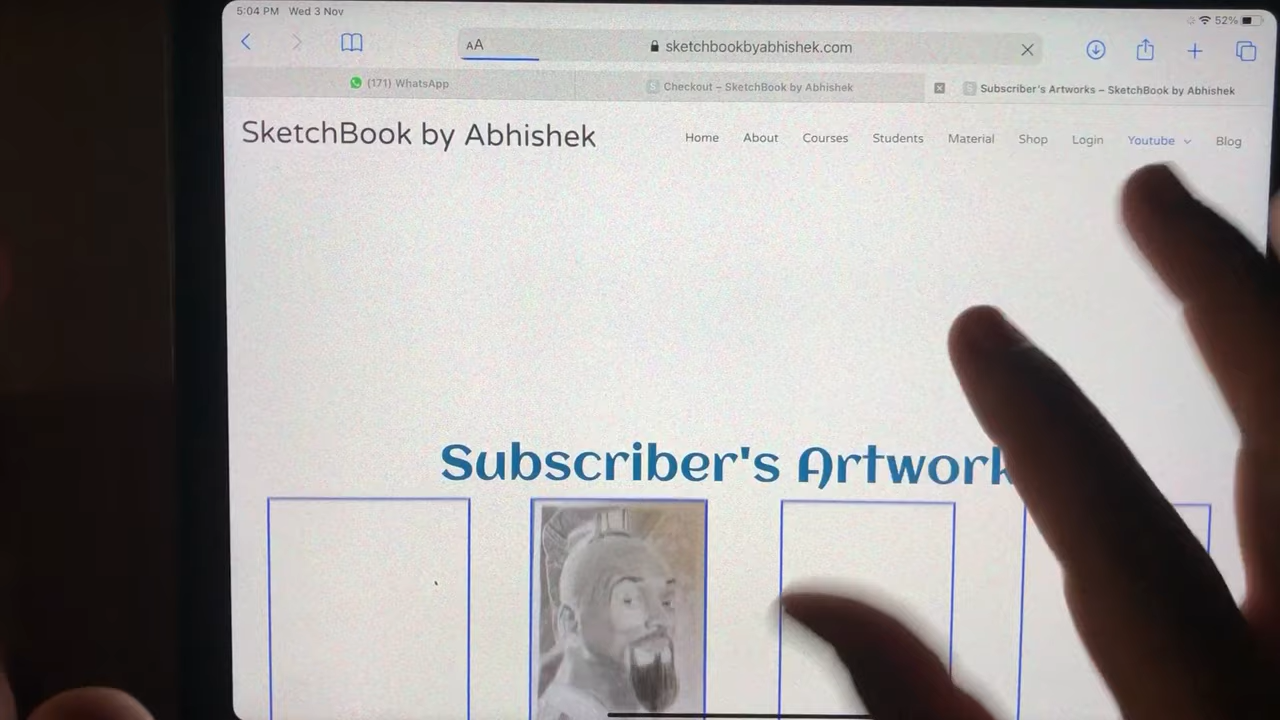 5:04 PM Wed 3 Nov
52%
AA
sketchbookbyabhishek.com
(171) WhatsApp
Checkout – SketchBook by Abhishek
Subscriber's Artworks – SketchBook by Abhishek
SketchBook by Abhishek
Home About Courses Students Material Shop Login Youtube Blog
Subscriber's Artwork